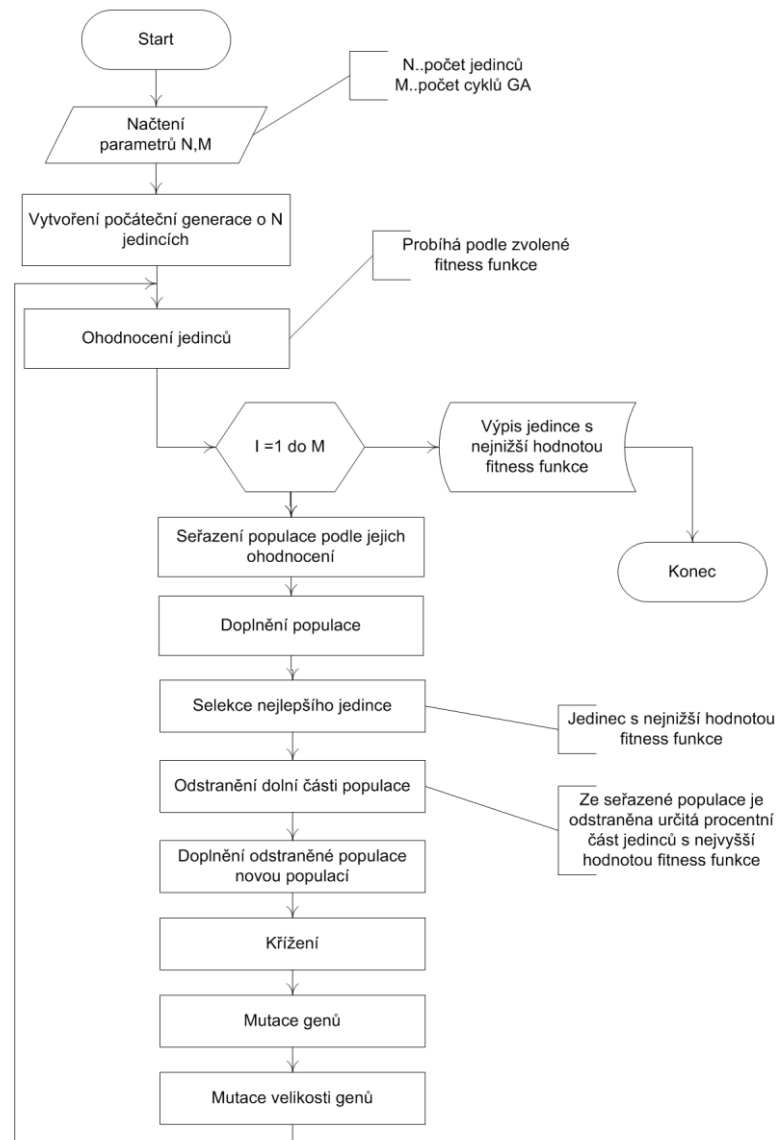 Start
N..počet jedinců
M..počet cyklů GA
Načtení
parametrů N,M
Vytvoření počáteční generace o N
jedincích
Probíhá podle zvolené
fitness funkce
Ohodnocení jedinců
I =1 do M
Výpis jedince s
nejnižší hodnotou
fitness funkce
Seřazení populace podle jejich
ohodnocení
Konec
Doplnění populace
Selekce nejlepšího jedince
Jedinec s nejnižší hodnotou
fitness funkce
Odstranění dolní části populace
Ze seřazené populace je
odstraněna určitá procentní
část jedinců s nejvyšší
hodnotou fitness funkce
Doplnění odstraněné populace
novou populací
Křížení
Mutace genů
Mutace velikosti genů